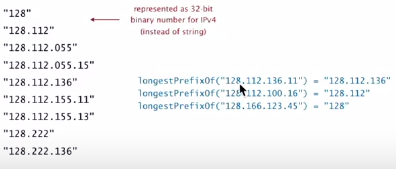 "128"
"128.112"
"128.112.055"
"128.112.055.15"
"128.112.136"
"128.112.155.11"
"128.112.155.13"
"128.222"
"128.222.136"
represented as 32-bit
binary number for IPv4
(instead of string)
longestPrefixOf("128.112.136.11") = "128.112.136"
longestPrefixOf("128.112.100.16") = "128.112"
longestPrefixOf("128.166.123.45") = "128"